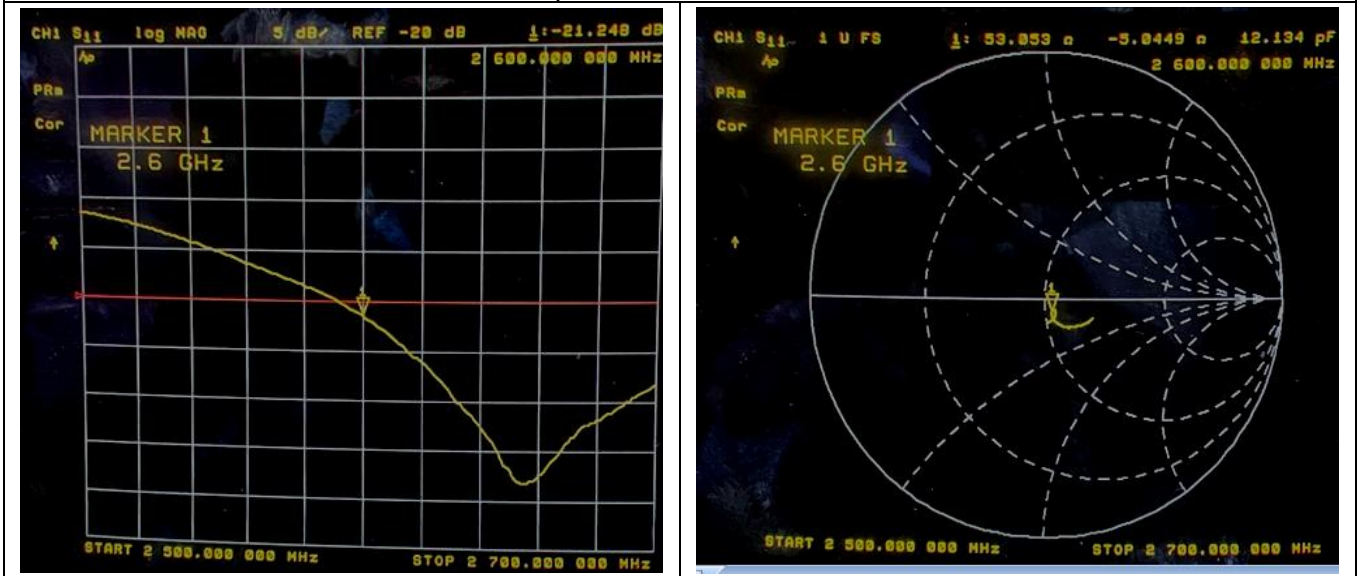 CH1 S11 log MAG 5 dB/ REF -20 dB 1:-21.248 dB
2 600.000 000 MHz
PRm
Cor
MARKER 1
2.6 GHz
START 2 500.000 000 MHz STOP 2 700.000 000 MHz
CH1 S11 1 U FS 1: 53.053 Ω -5.0449 Ω 12.134 pF
2 600.000 000 MHz
PRm
Cor
MARKER 1
2.6 GHz
START 2 500.000 000 MHz STOP 2 700.000 000 MHz